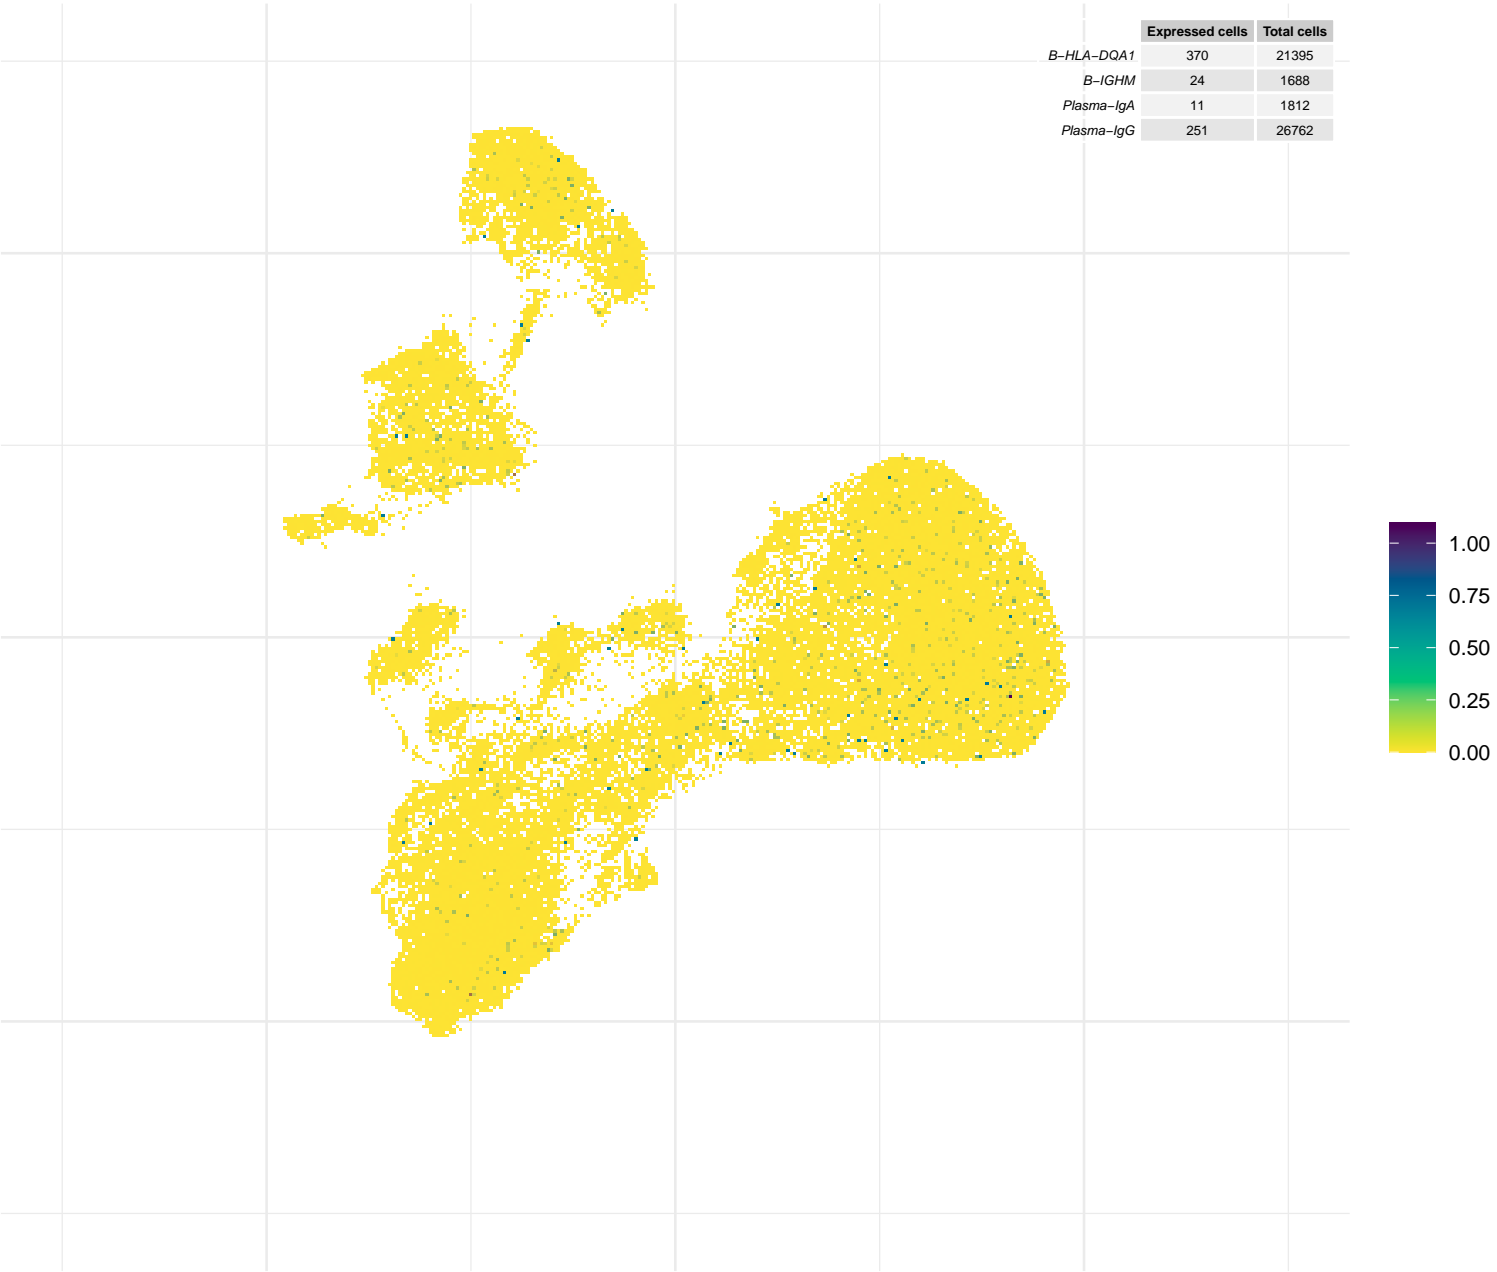 Expressed cells Total cells
B−HLA−DQA1 370 21395
B−IGHM 24 1688
Plasma−IgA 11 1812
Plasma−IgG 251 26762
1.00
0.75
0.50
0.25
0.00